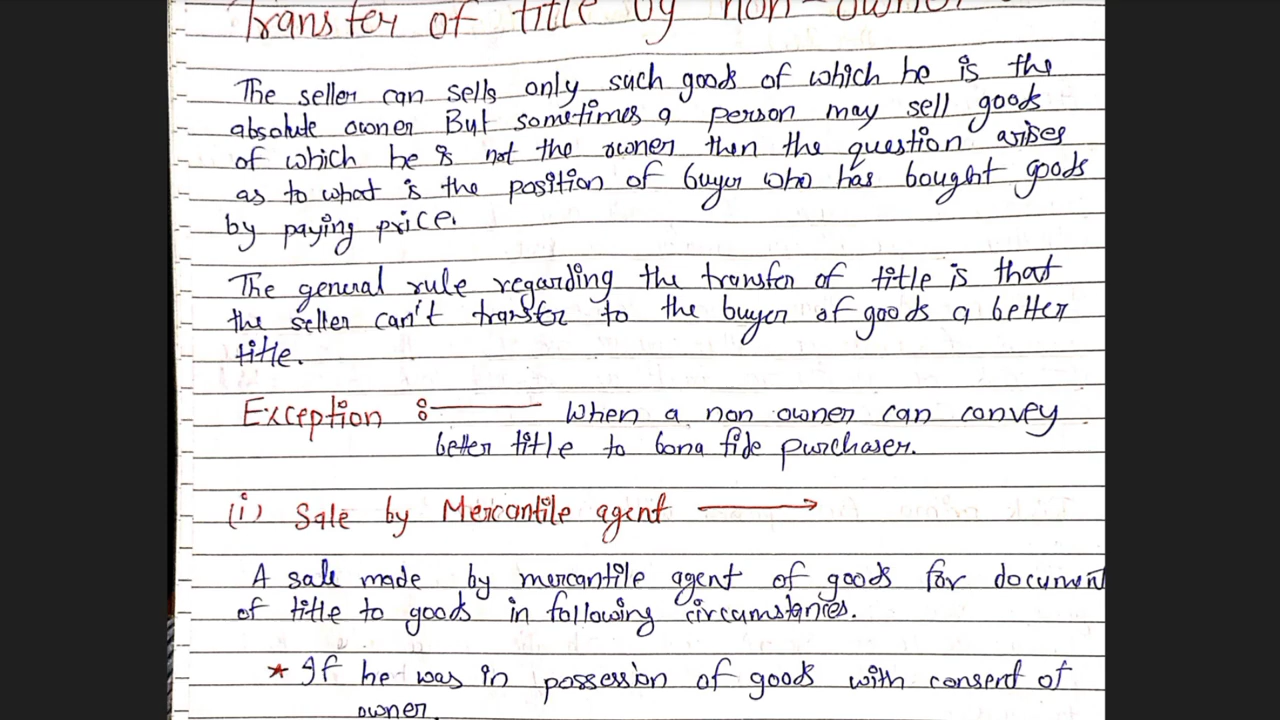 Transfer of title by non-owner
The seller can sells only such goods of which he is the
absolute owner But sometimes a person may sell goods
of which he is not the owner then the question arises
as to what is the position of buyer who has bought goods
by paying price.
The general rule regarding the transfer of title is that
the seller can't transfer to the buyer of goods a better
title.
Exception :— When a non owner can convey
better title to bona fide purchaser.
(i) Sale by Mercantile agent →
A sale made by mercantile agent of goods for document
of title to goods in following circumstances.
* If he was in possession of goods with consent of
owner